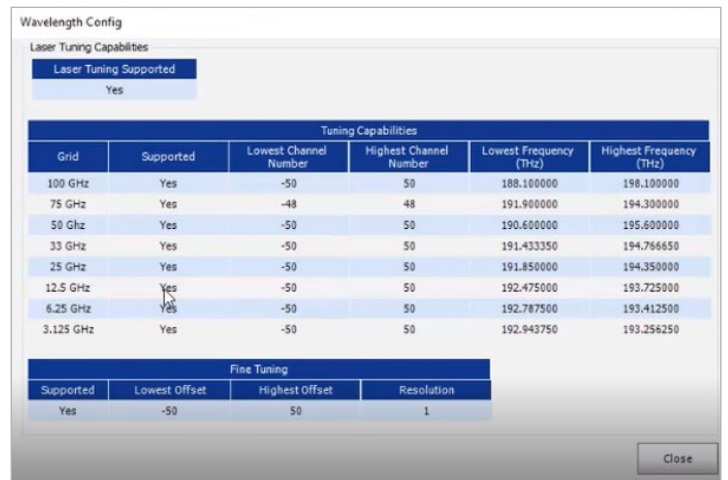 Wavelength Config
Laser Tuning Capabilities
Laser Tuning Supported
Yes
Tuning Capabilities
Grid Supported Lowest Channel Number Highest Channel Number Lowest Frequency (THz) Highest Frequency (THz)
100 GHz Yes -50 50 188.100000 198.100000
75 GHz Yes -48 48 191.900000 194.300000
50 Ghz Yes -50 50 190.600000 195.600000
33 GHz Yes -50 50 191.433350 194.766650
25 GHz Yes -50 50 191.850000 194.350000
12.5 GHz Yes -50 50 192.475000 193.725000
6.25 GHz Yes -50 50 192.787500 193.412500
3.125 GHz Yes -50 50 192.943750 193.256250
Fine Tuning
Supported Lowest Offset Highest Offset Resolution
Yes -50 50 1
Close